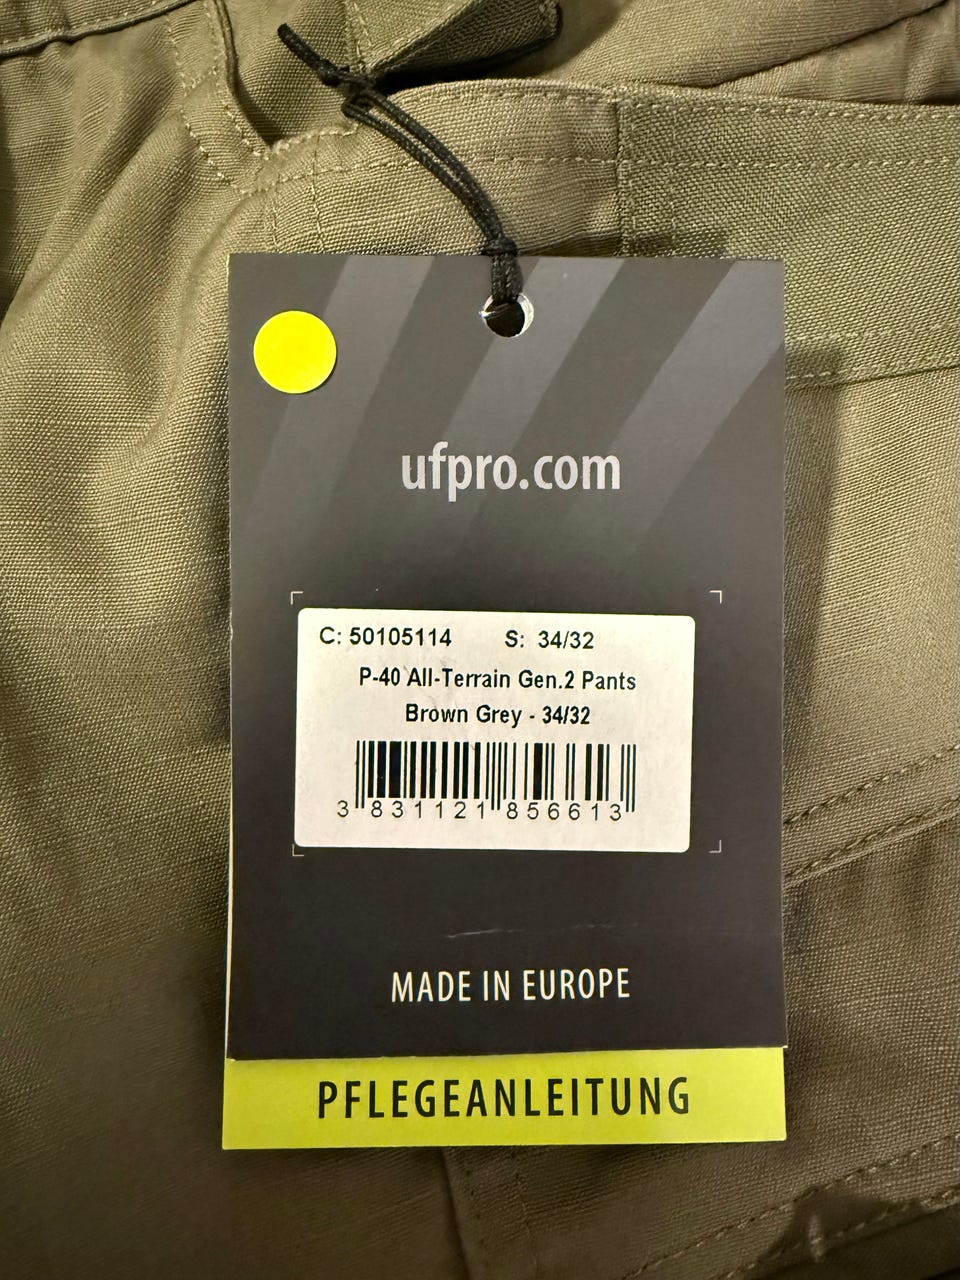 ufpro.com
C: 50105114 S: 34/32
P-40 All-Terrain Gen.2 Pants
Brown Grey - 34/32
3 831121 856613
MADE IN EUROPE
PFLEGEANLEITUNG